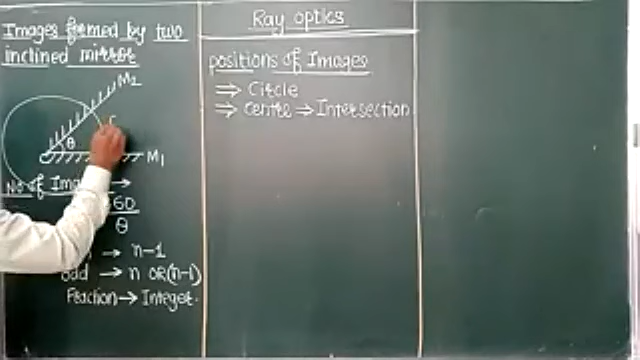 Images formed by two
inclined mirror
M2
θ
M1
No of Ima
60
θ
→ n-1
odd → n OR (n-1)
Fraction → Integer.
Ray optics
positions of Images
⇒ Circle
⇒ Centre ⇒ Intersection